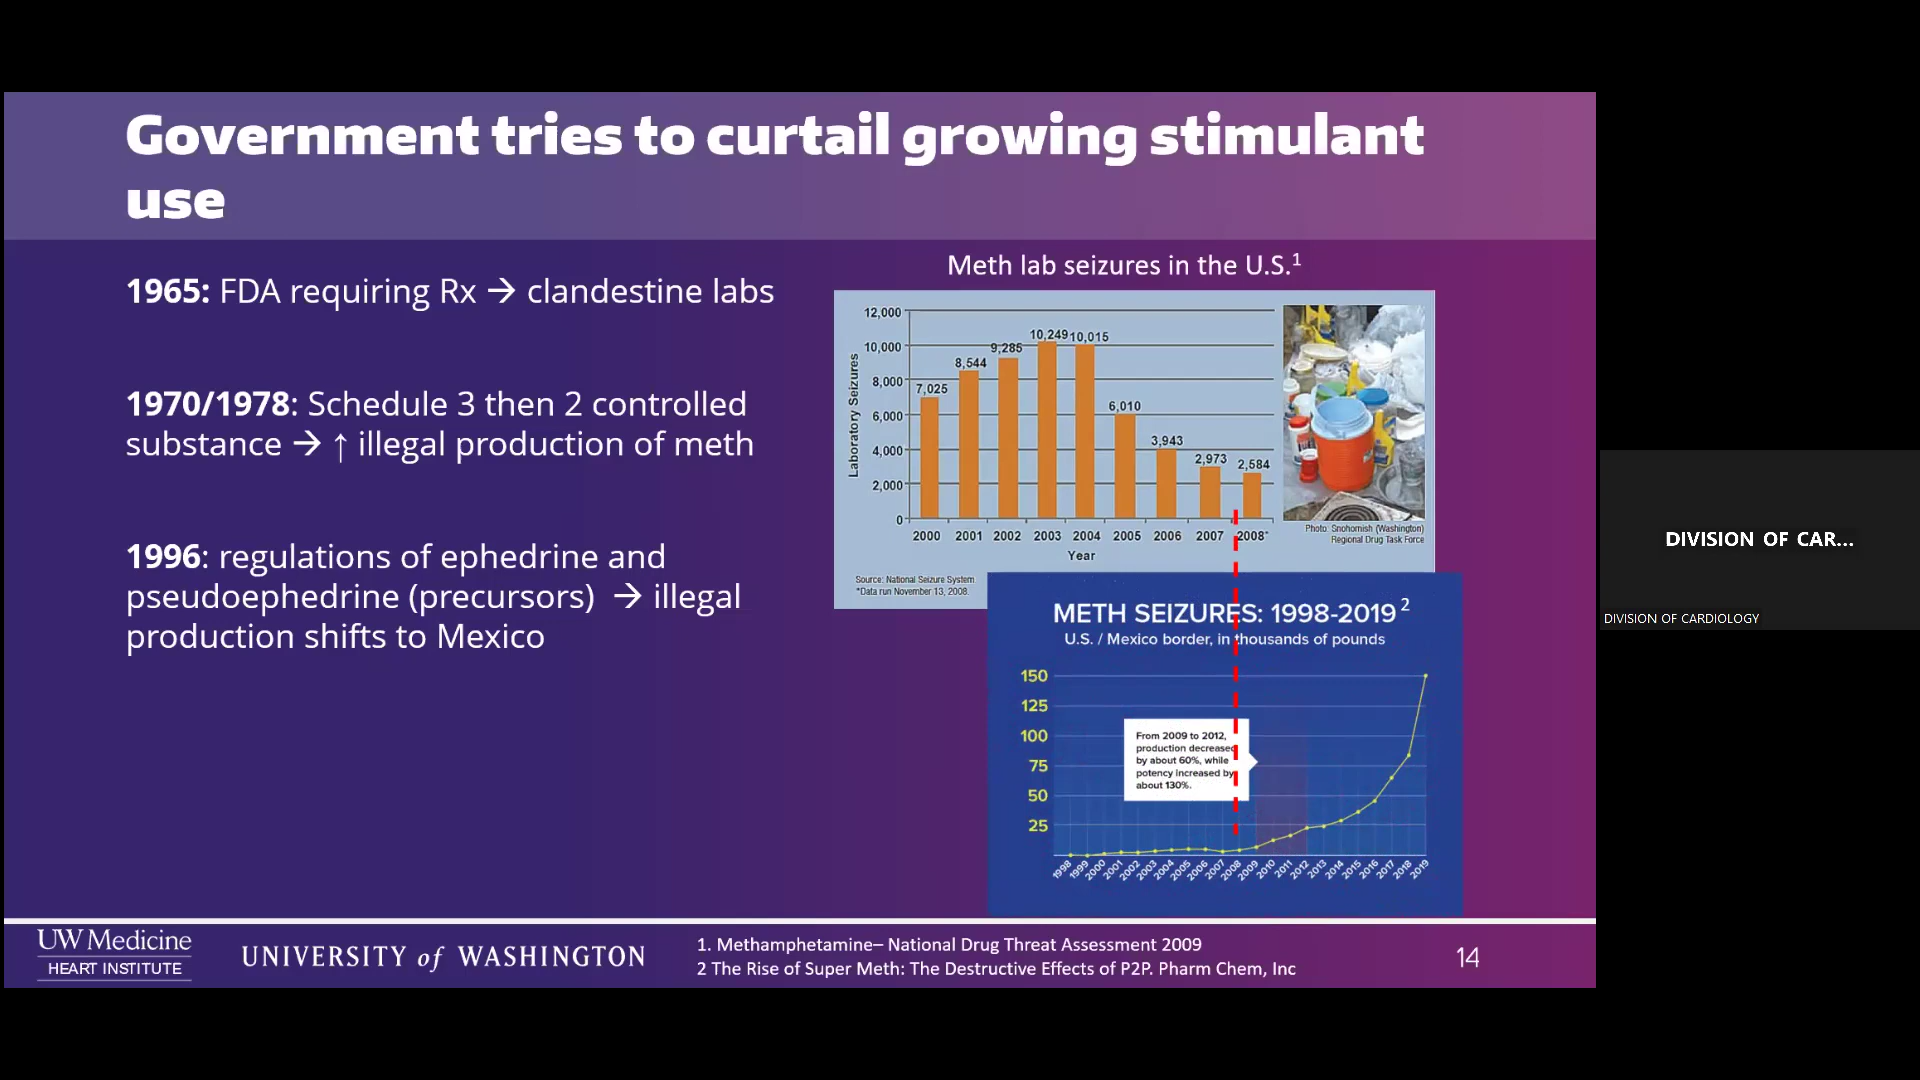 Government tries to curtail growing stimulant
use
1965: FDA requiring Rx → clandestine labs
1970/1978: Schedule 3 then 2 controlled
substance → ↑ illegal production of meth
1996: regulations of ephedrine and
pseudoephedrine (precursors) → illegal
production shifts to Mexico
Meth lab seizures in the U.S.¹
Laboratory Seizures
12,000
10,000
8,000
6,000
4,000
2,000
0
7,025
8,544
9,285
10,249
10,015
6,010
3,943
2,973
2,584
2000 2001 2002 2003 2004 2005 2006 2007 2008*
Year
Source: National Seizure System.
*Data run November 13, 2008.
Photo: Snohomish (Washington)
Regional Drug Task Force
METH SEIZURES: 1998-2019 ²
U.S. / Mexico border, in thousands of pounds
150
125
100
75
50
25
From 2009 to 2012,
production decreased
by about 60%, while
potency increased by
about 130%.
1998 1999 2000 2001 2002 2003 2004 2005 2006 2007 2008 2009 2010 2011 2012 2013 2014 2015 2016 2017 2018 2019
UW Medicine
HEART INSTITUTE
UNIVERSITY of WASHINGTON
1. Methamphetamine– National Drug Threat Assessment 2009
2 The Rise of Super Meth: The Destructive Effects of P2P. Pharm Chem, Inc
14
DIVISION OF CAR...
DIVISION OF CARDIOLOGY